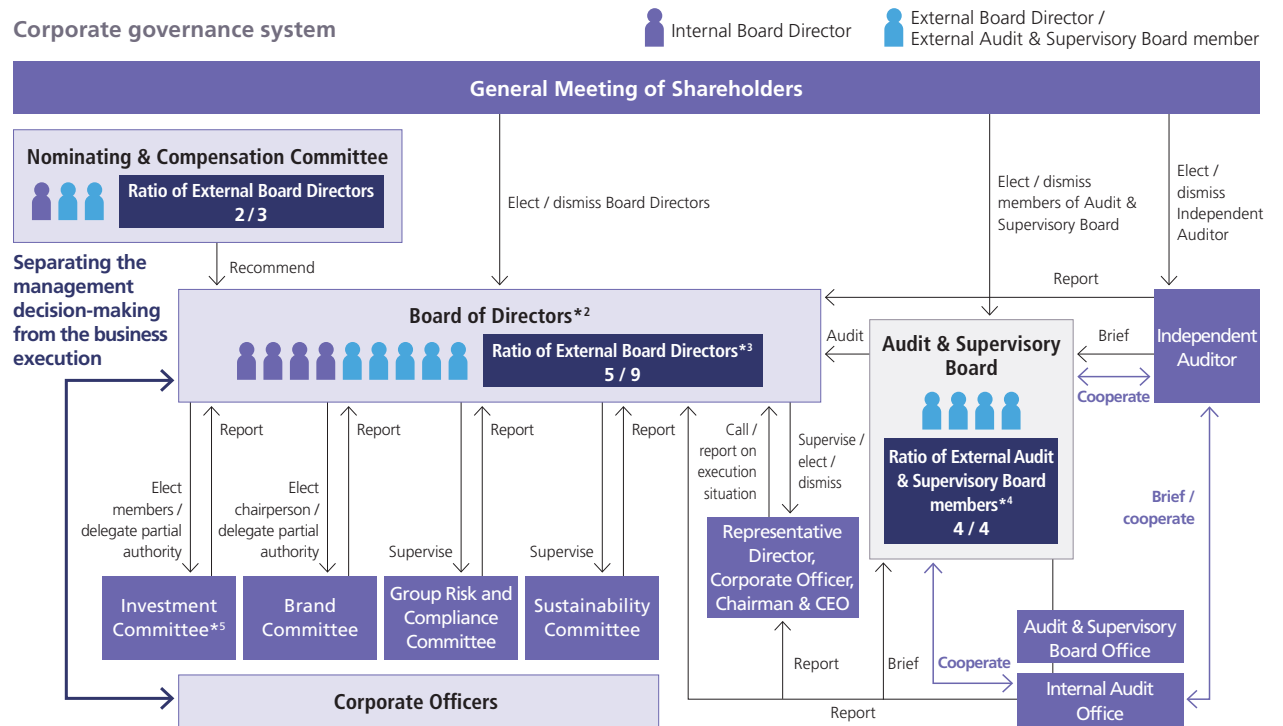 Corporate governance system
Internal Board Director
External Board Director /
External Audit & Supervisory Board member
General Meeting of Shareholders
Nominating & Compensation Committee
Ratio of External Board Directors
2 / 3
Elect / dismiss Board Directors
Elect / dismiss
members of Audit &
Supervisory Board
Elect /
dismiss
Independent
Auditor
Separating the
management
decision-making
from the business
execution
Recommend
Report
Board of Directors*2
Ratio of External Board Directors*3
5 / 9
Audit
Audit & Supervisory
Board
Brief
Cooperate
Independent
Auditor
Ratio of External Audit
& Supervisory Board
members*4
4 / 4
Report
Report
Report
Report
Call /
report on
execution
situation
Supervise /
elect /
dismiss
Elect
members /
delegate partial
authority
Elect
chairperson /
delegate partial
authority
Supervise
Supervise
Brief /
cooperate
Investment
Committee*5
Brand
Committee
Group Risk and
Compliance
Committee
Sustainability
Committee
Representative
Director,
Corporate Officer,
Chairman & CEO
Audit & Supervisory
Board Office
Report
Brief
Cooperate
Internal Audit
Office
Report
Corporate Officers